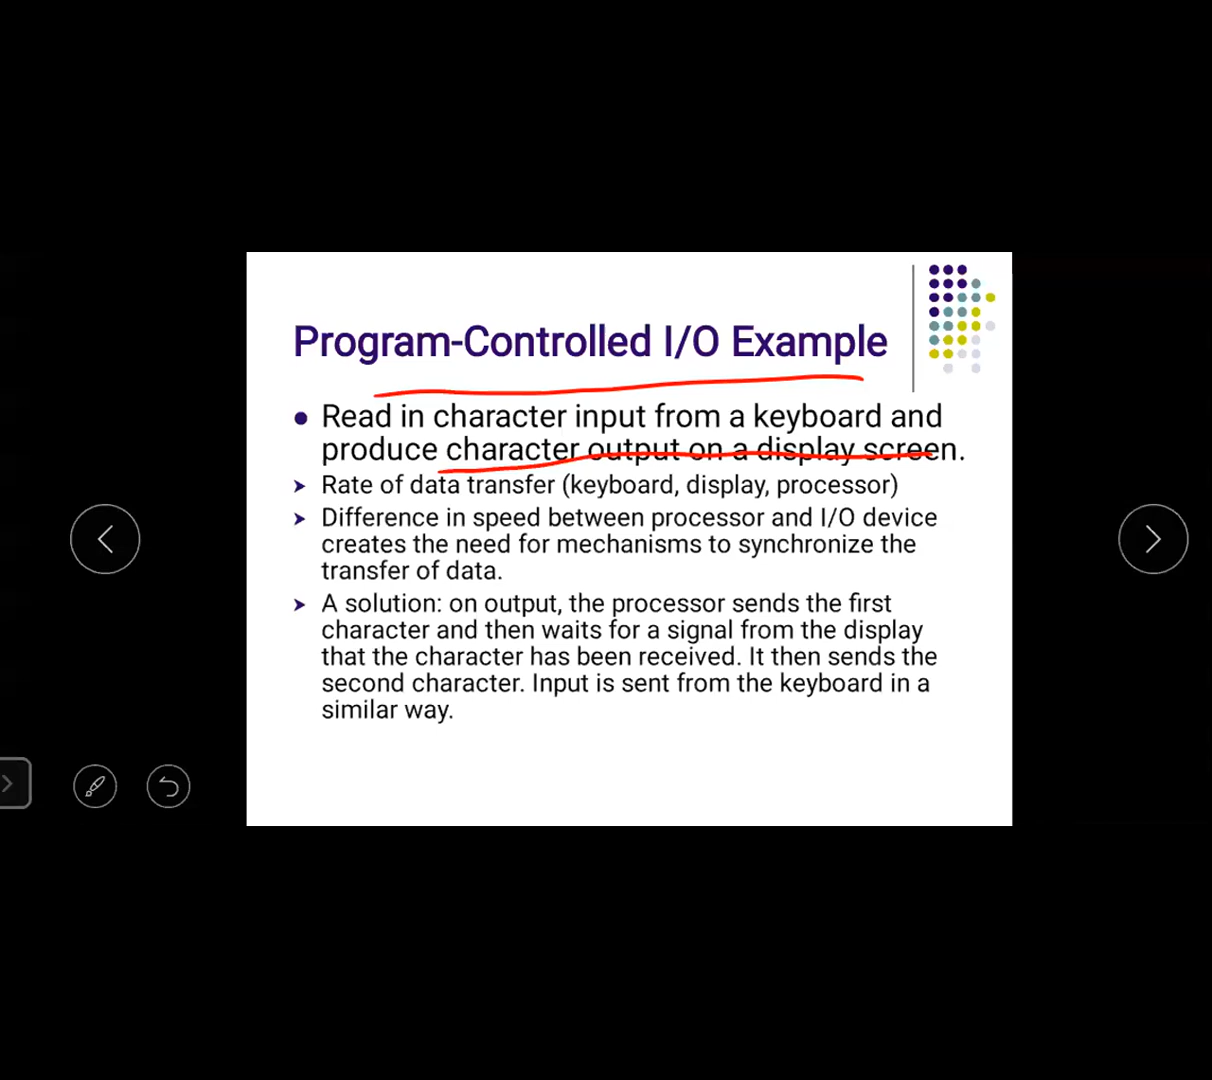 Program-Controlled I/O Example
Read in character input from a keyboard and
produce character output on a display screen.
Rate of data transfer (keyboard, display, processor)
Difference in speed between processor and I/O device
creates the need for mechanisms to synchronize the
transfer of data.
A solution: on output, the processor sends the first
character and then waits for a signal from the display
that the character has been received. It then sends the
second character. Input is sent from the keyboard in a
similar way.